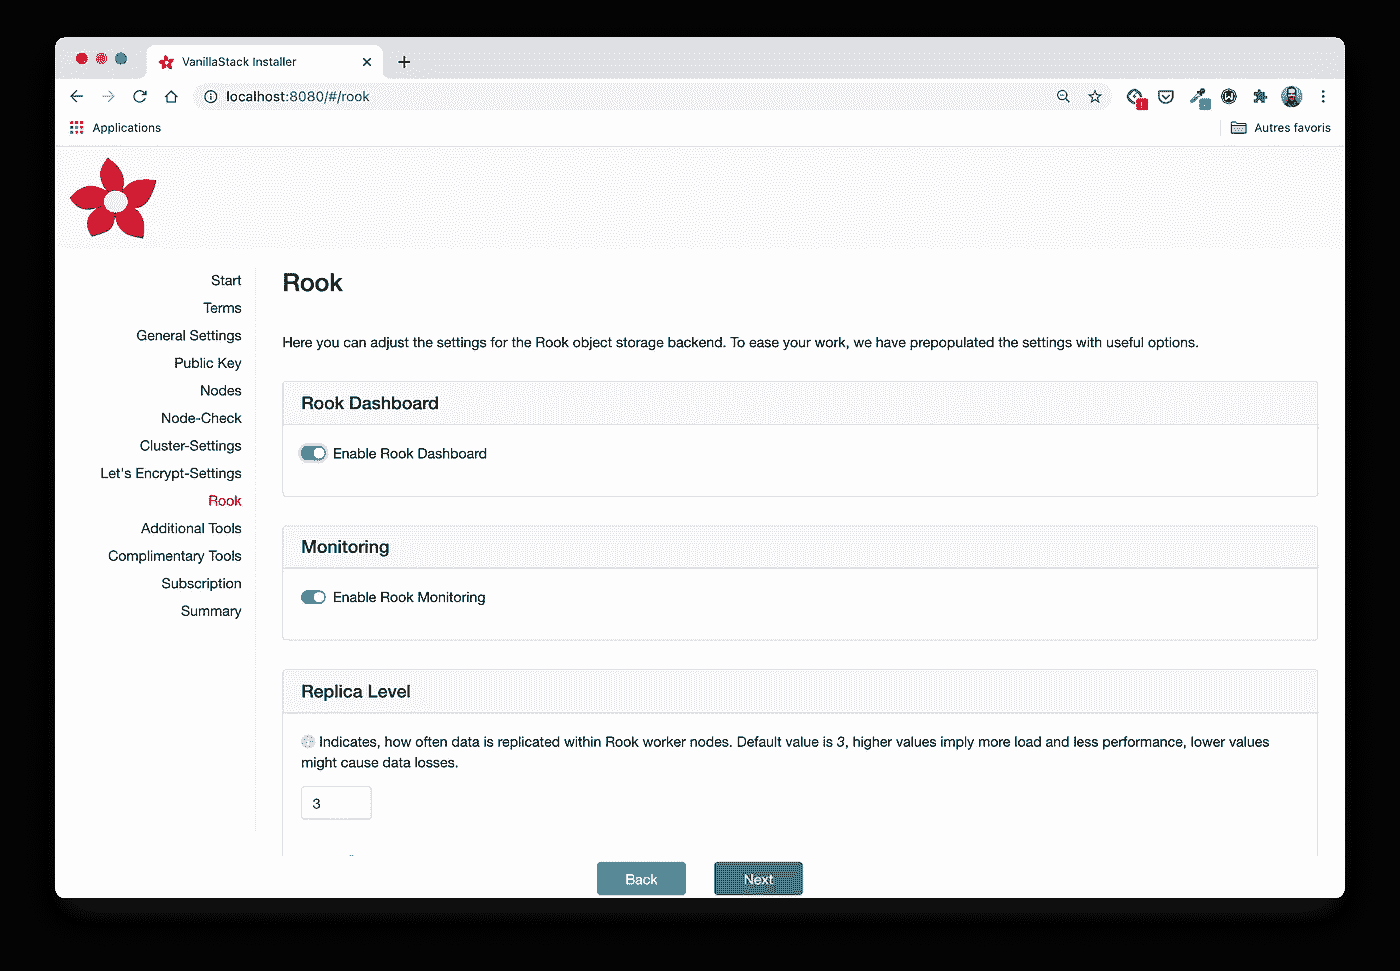 VanillaStack Installer
localhost:8080/#/rook
Applications
Autres favoris
Start
Terms
General Settings
Public Key
Nodes
Node-Check
Cluster-Settings
Let's Encrypt-Settings
Rook
Additional Tools
Complimentary Tools
Subscription
Summary
Rook
Here you can adjust the settings for the Rook object storage backend. To ease your work, we have prepopulated the settings with useful options.
Rook Dashboard
Enable Rook Dashboard
Monitoring
Enable Rook Monitoring
Replica Level
Indicates, how often data is replicated within Rook worker nodes. Default value is 3, higher values imply more load and less performance, lower values
might cause data losses.
3
Back
Next